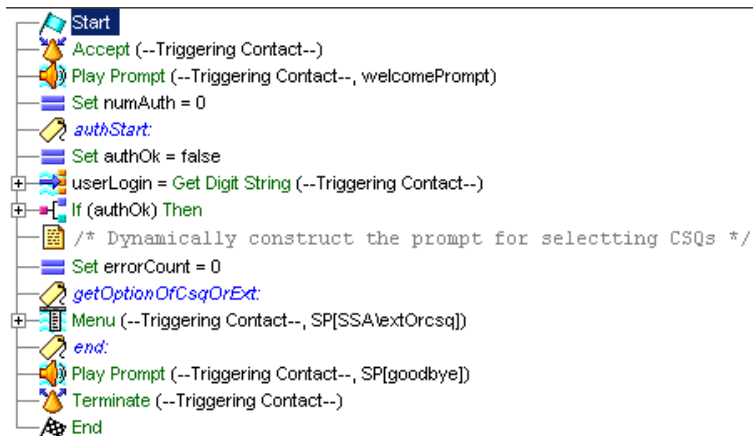 Start
Accept (--Triggering Contact--)
Play Prompt (--Triggering Contact--, welcomePrompt)
Set numAuth = 0
authStart:
Set authOk = false
userLogin = Get Digit String (--Triggering Contact--)
If (authOk) Then
/* Dynamically construct the prompt for selectting CSQs */
Set errorCount = 0
getOptionOfCsqOrExt:
Menu (--Triggering Contact--, SP[SSA\extOrcsq])
end:
Play Prompt (--Triggering Contact--, SP[goodbye])
Terminate (--Triggering Contact--)
End